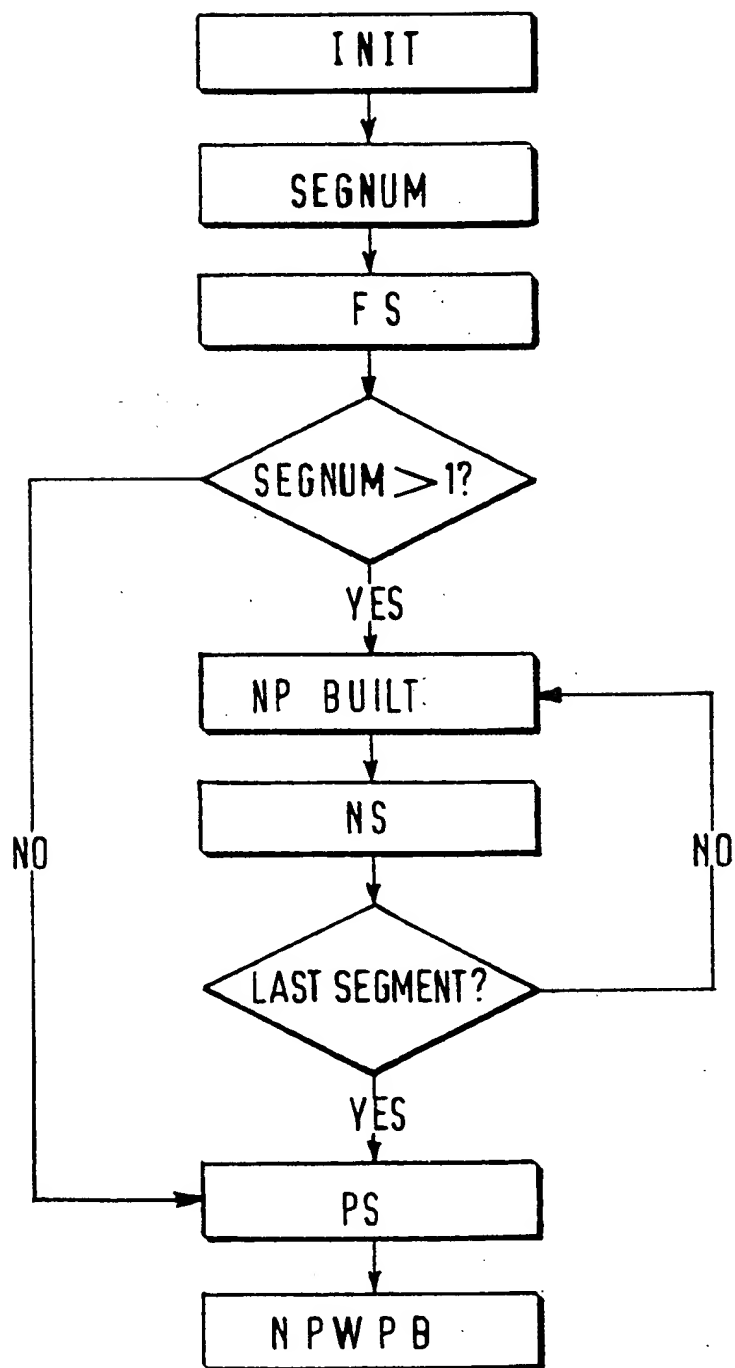 INIT
SEGNUM
FS
SEGNUM > 1?
YES
NP BUILT
NS
NO
NO
LAST SEGMENT?
YES
PS
NPWPB